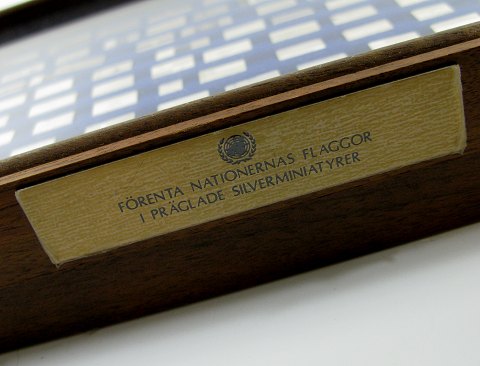 FÖRENTA NATIONERNAS FLAGGOR
I PRÄGLADE SILVERMINIATYRER